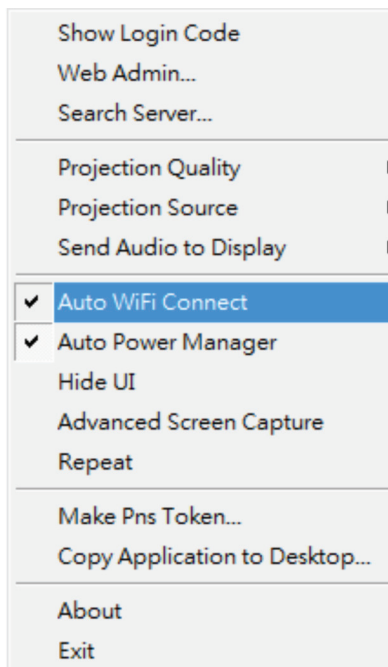 Show Login Code
Web Admin...
Search Server...
Projection Quality
Projection Source
Send Audio to Display
Auto WiFi Connect
Auto Power Manager
Hide UI
Advanced Screen Capture
Repeat
Make Pns Token...
Copy Application to Desktop...
About
Exit